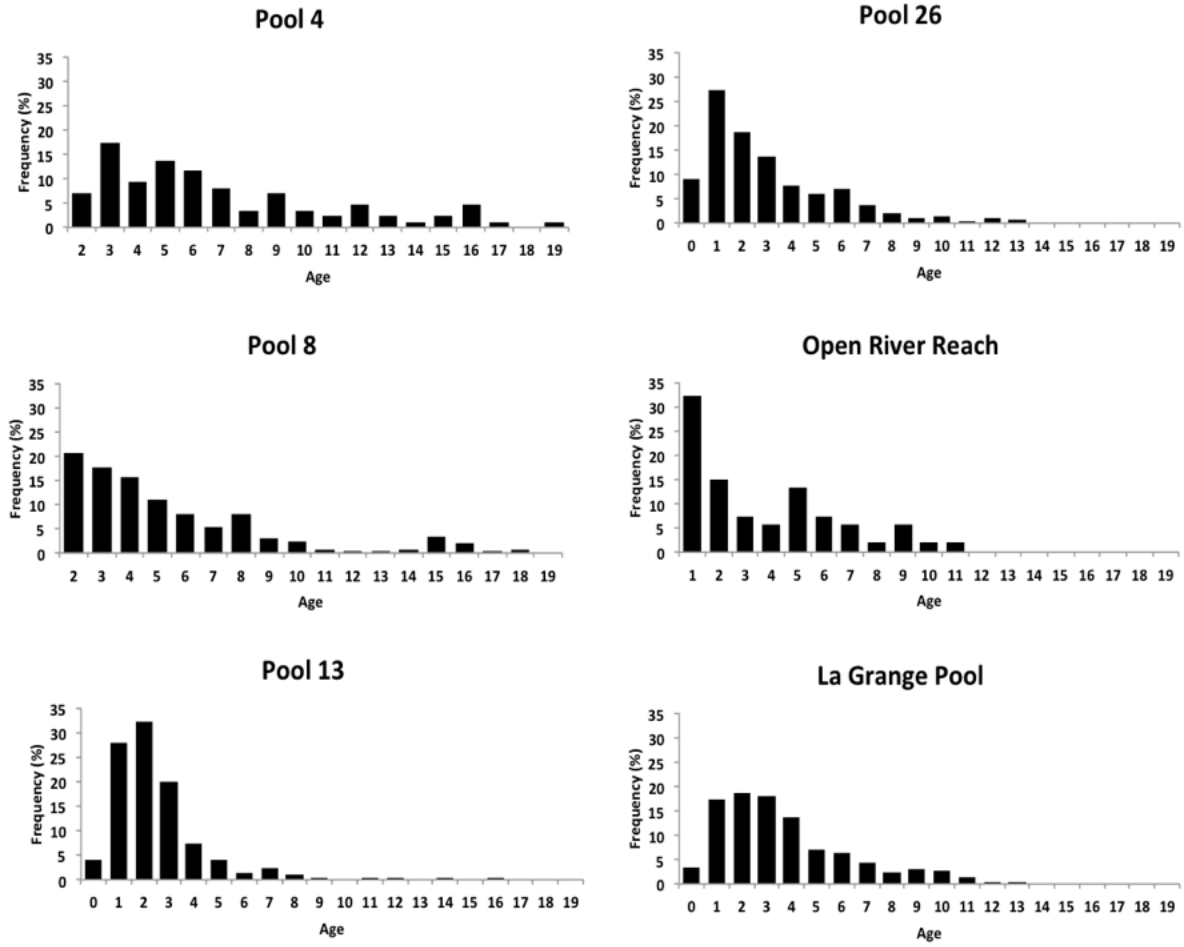 Pool 4
Frequency (%)
35
30
25
20
15
10
5
0
2 3 4 5 6 7 8 9 10 11 12 13 14 15 16 17 18 19
Age
Pool 26
Frequency (%)
35
30
25
20
15
10
5
0
0 1 2 3 4 5 6 7 8 9 10 11 12 13 14 15 16 17 18 19
Age
Pool 8
Frequency (%)
35
30
25
20
15
10
5
0
2 3 4 5 6 7 8 9 10 11 12 13 14 15 16 17 18 19
Age
Open River Reach
Frequency (%)
35
30
25
20
15
10
5
0
1 2 3 4 5 6 7 8 9 10 11 12 13 14 15 16 17 18 19
Age
Pool 13
Frequency (%)
35
30
25
20
15
10
5
0
0 1 2 3 4 5 6 7 8 9 10 11 12 13 14 15 16 17 18 19
Age
La Grange Pool
Frequency (%)
35
30
25
20
15
10
5
0
0 1 2 3 4 5 6 7 8 9 10 11 12 13 14 15 16 17 18 19
Age